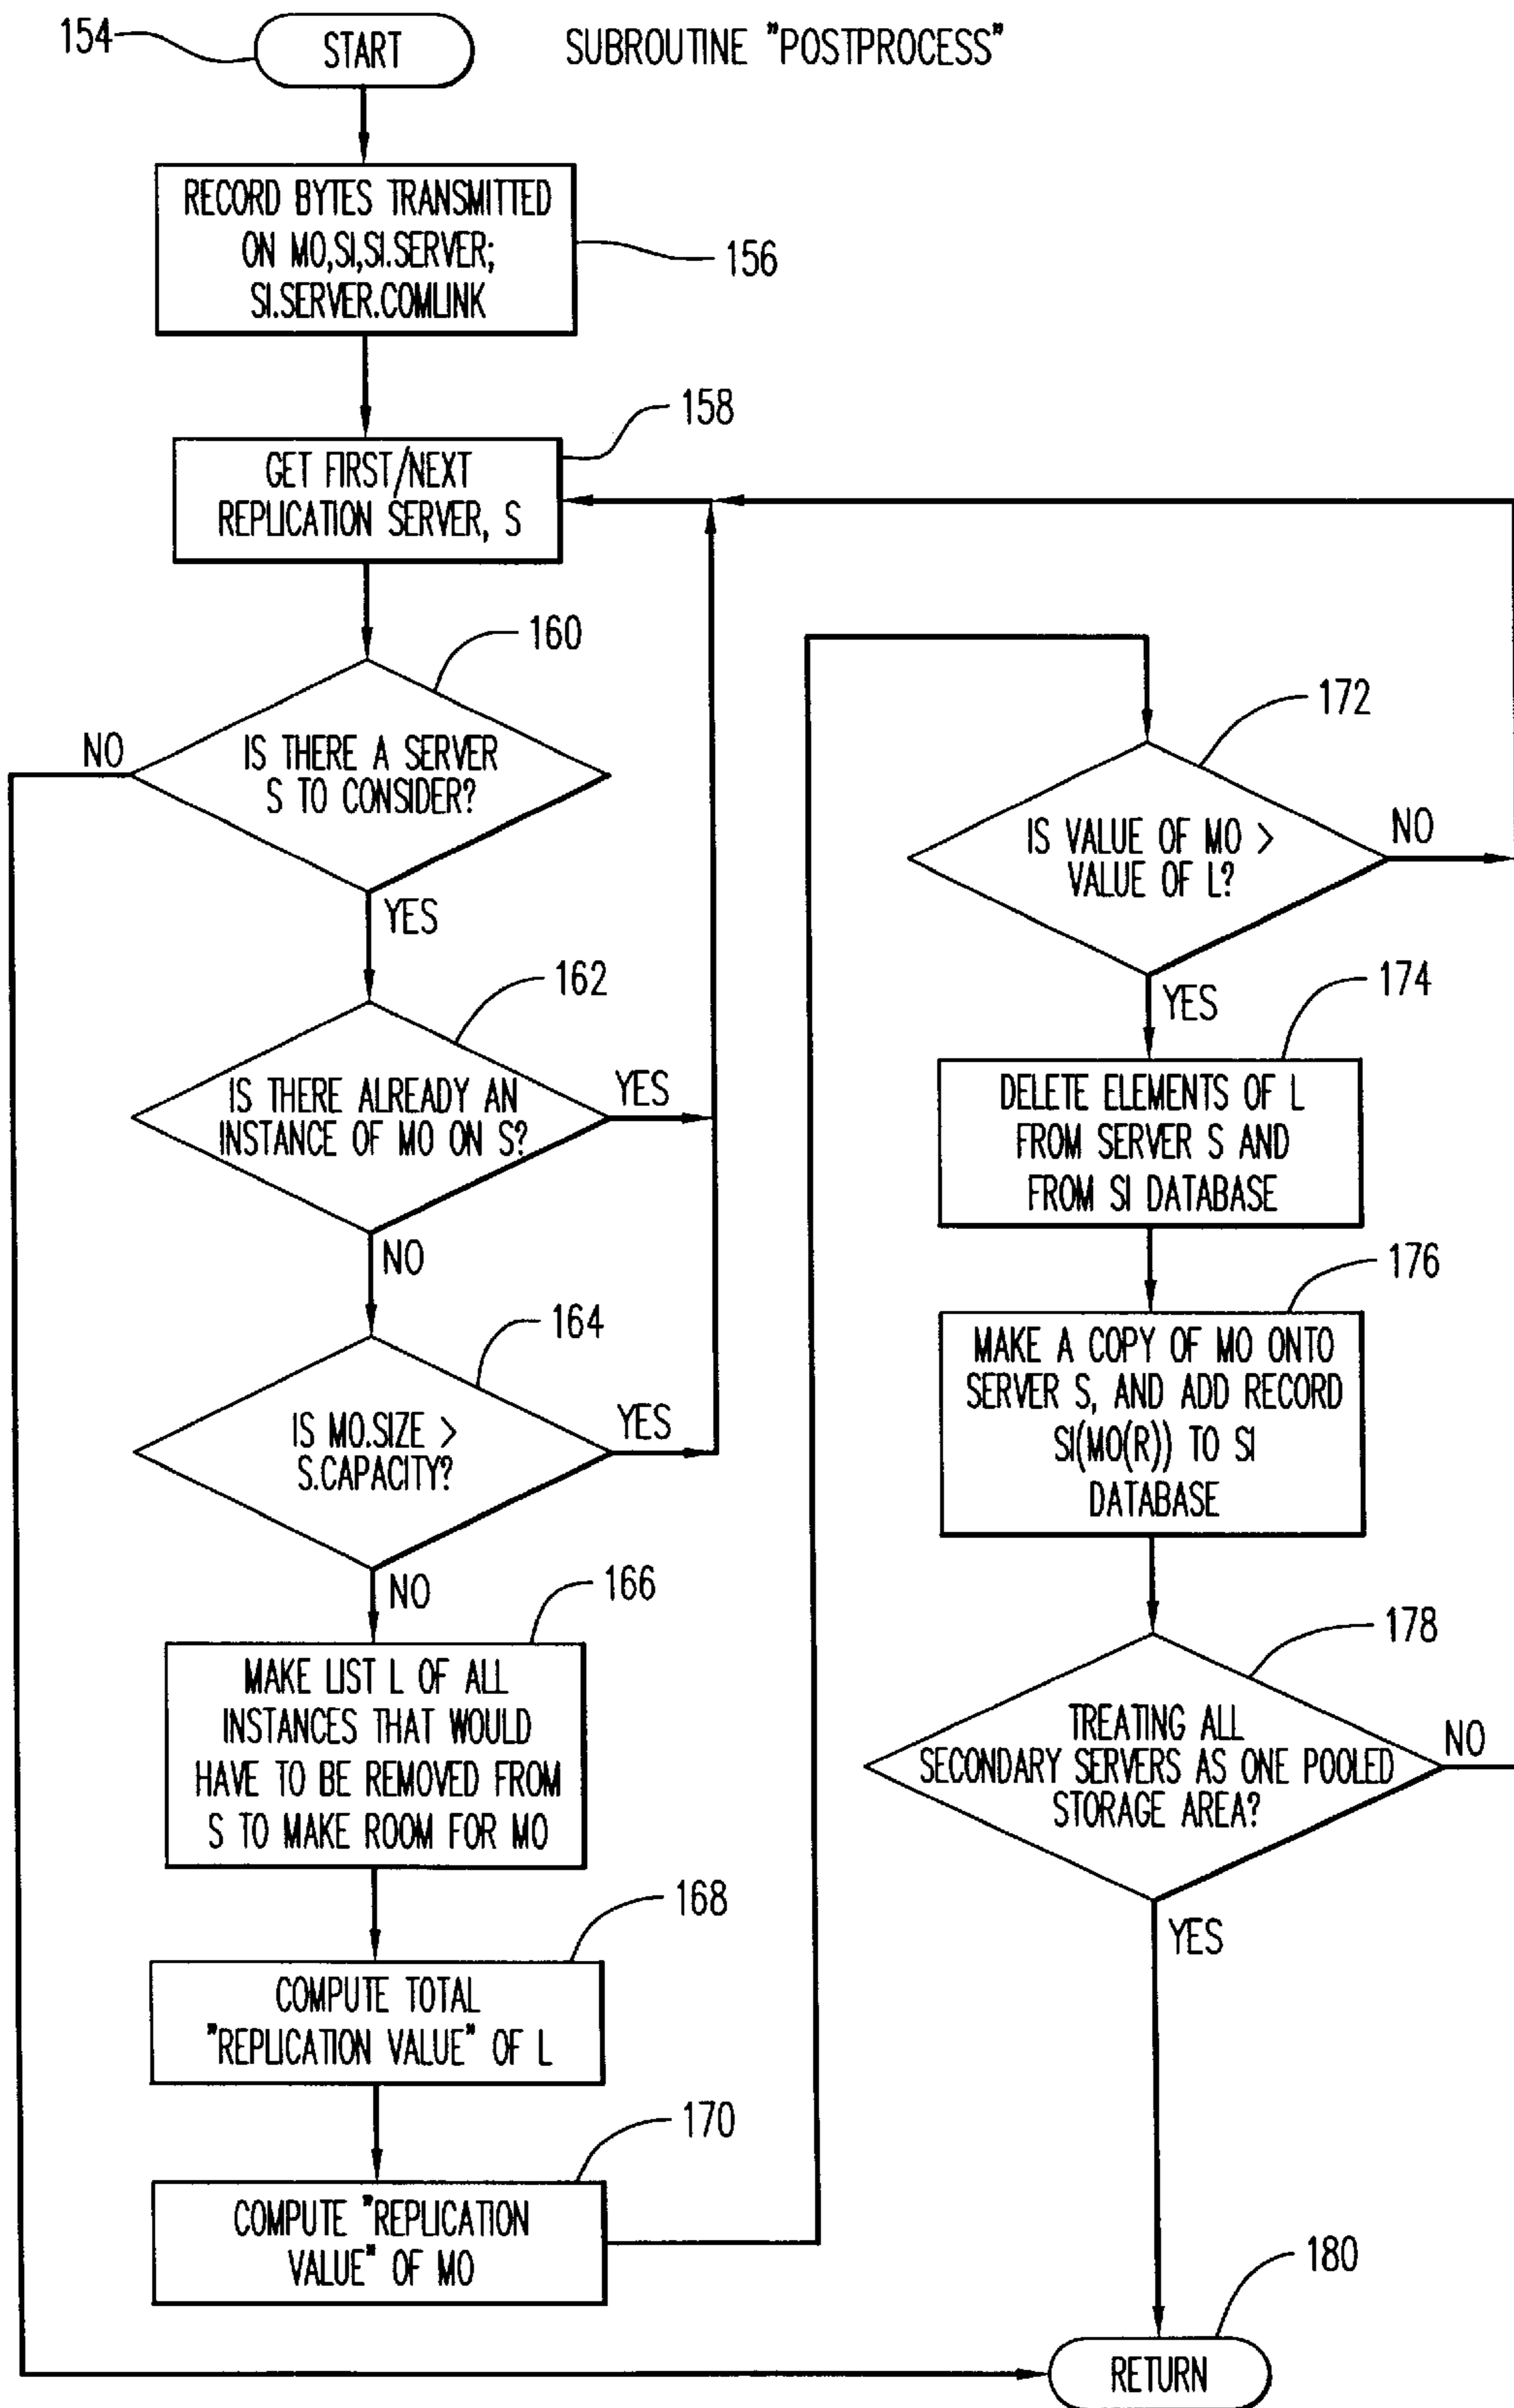 154
START
SUBROUTINE "POSTPROCESS"
RECORD BYTES TRANSMITTED
ON MO,SI,SI.SERVER;
SI.SERVER.COMLINK
156
158
GET FIRST/NEXT
REPLICATION SERVER, S
160
NO
IS THERE A SERVER
S TO CONSIDER?
YES
162
IS THERE ALREADY AN
INSTANCE OF MO ON S?
YES
NO
164
IS MO.SIZE >
S.CAPACITY?
YES
NO
166
MAKE LIST L OF ALL
INSTANCES THAT WOULD
HAVE TO BE REMOVED FROM
S TO MAKE ROOM FOR MO
168
COMPUTE TOTAL
"REPLICATION VALUE" OF L
170
COMPUTE "REPLICATION
VALUE" OF MO
172
IS VALUE OF MO >
VALUE OF L?
NO
YES
174
DELETE ELEMENTS OF L
FROM SERVER S AND
FROM SI DATABASE
176
MAKE A COPY OF MO ONTO
SERVER S, AND ADD RECORD
SI(MO(R)) TO SI
DATABASE
178
TREATING ALL
SECONDARY SERVERS AS ONE POOLED
STORAGE AREA?
NO
YES
180
RETURN